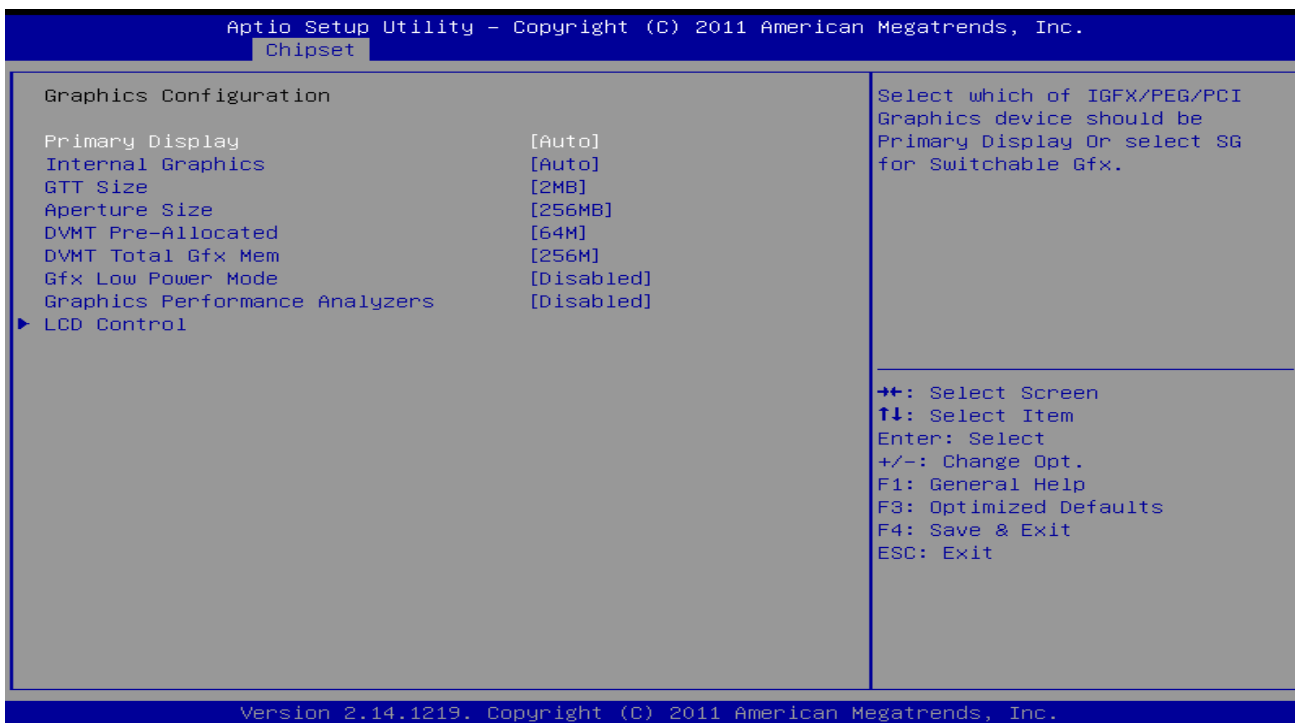 Aptio Setup Utility – Copyright (C) 2011 American Megatrends, Inc.
Chipset
Graphics Configuration
Primary Display [Auto]
Internal Graphics [Auto]
GTT Size [2MB]
Aperture Size [256MB]
DVMT Pre-Allocated [64M]
DVMT Total Gfx Mem [256M]
Gfx Low Power Mode [Disabled]
Graphics Performance Analyzers [Disabled]
▶ LCD Control
Select which of IGFX/PEG/PCI
Graphics device should be
Primary Display Or select SG
for Switchable Gfx.
→←: Select Screen
↑↓: Select Item
Enter: Select
+/-: Change Opt.
F1: General Help
F3: Optimized Defaults
F4: Save & Exit
ESC: Exit
Version 2.14.1219. Copyright (C) 2011 American Megatrends, Inc.